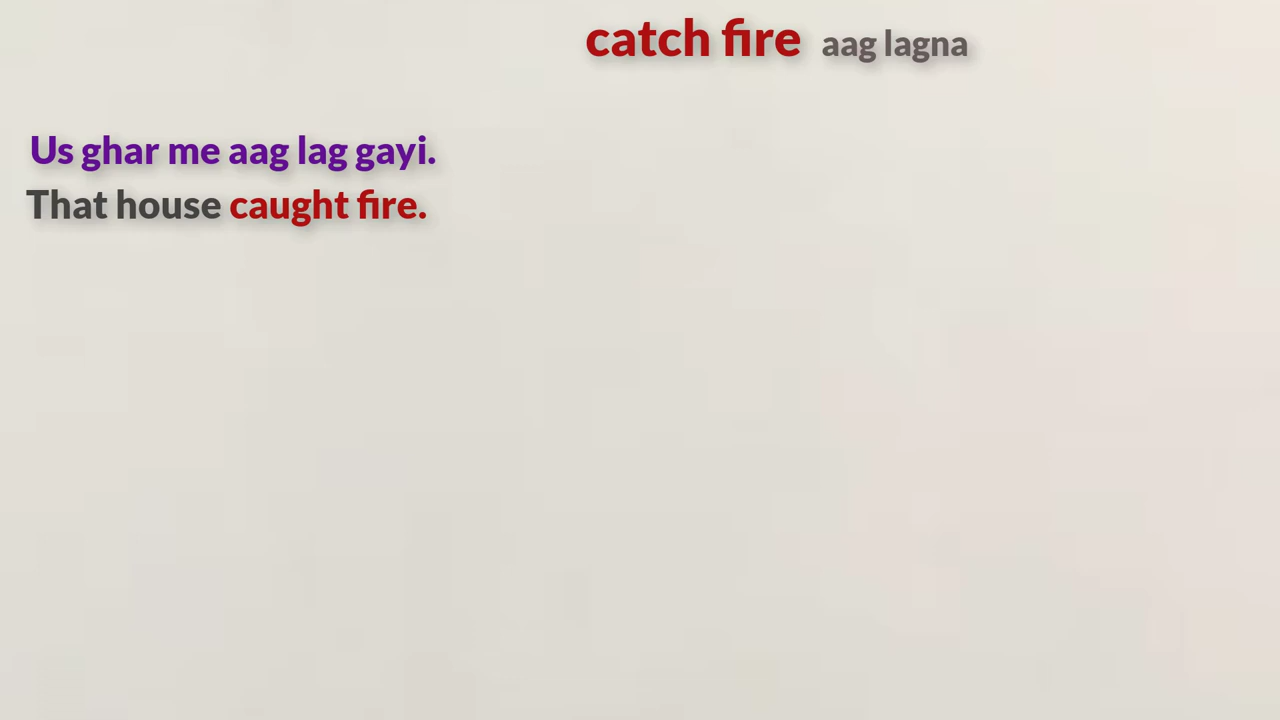 catch fire aag lagna
Us ghar me aag lag gayi.
That house caught fire.